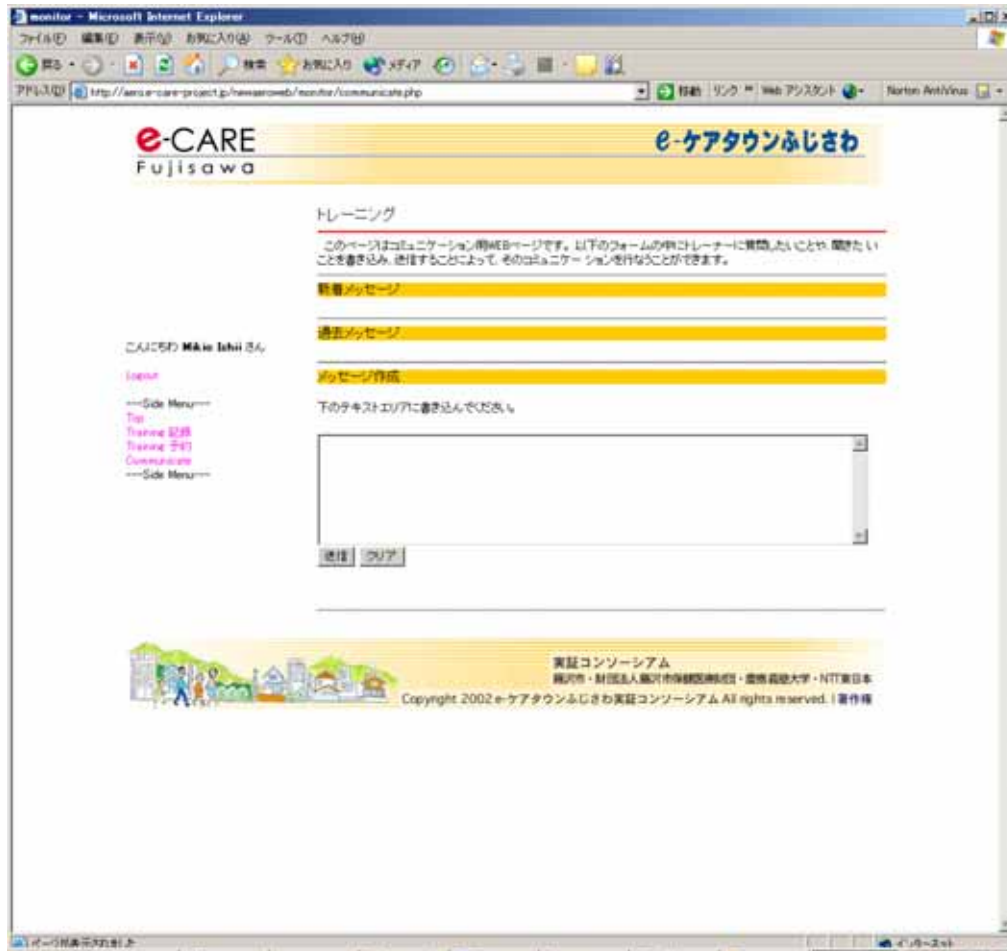 monitor - Microsoft Internet Explorer
ファイル(F) 編集(E) 表示(V) お気に入り(A) ツール(T) ヘルプ(H)
戻る 検索 お気に入り メディア
アドレス(D) http://aero.e-care-project.jp/newaeroweb/monitor/communicate.php 移動 リンク Web アシスタント Norton AntiVirus
e-CARE
Fujisawa
e-ケアタウンふじさわ
トレーニング
このページはコミュニケーション用WEBページです。以下のフォームの中にトレーナーに質問したいことや、聞きたい
ことを書き込み、送信することによって、そのコミュニケーションを行なうことができます。
新着メッセージ
過去メッセージ
こんにちわ Mikio Ishii さん
メッセージ作成
Logout
下のテキストエリアに書き込んでください。
----Side Menu----
Top
Training 記録
Training 予約
Communicate
----Side Menu----
送信 クリア
実証コンソーシアム
藤沢市・財団法人藤沢市保健医療財団・慶應義塾大学・NTT東日本
Copyright 2002 e-ケアタウンふじさわ実証コンソーシアム All rights reserved. | 著作権
ページが表示されました
インターネット